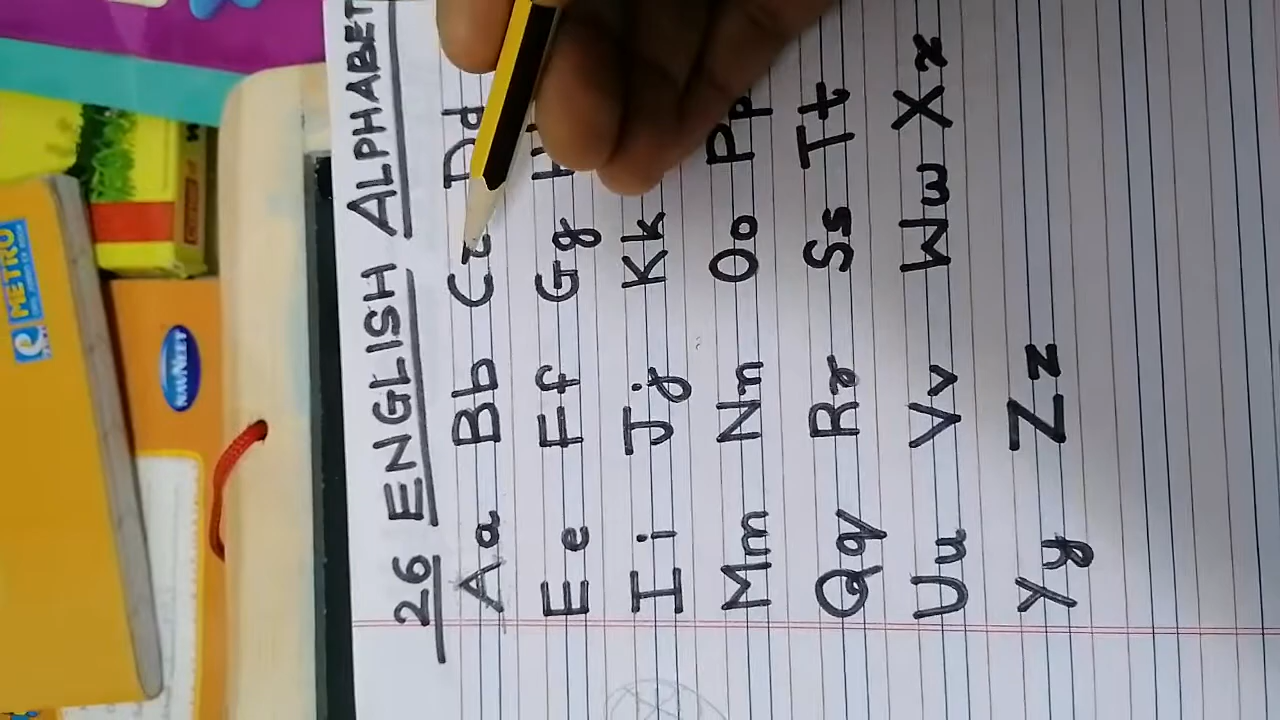 26 ENGLISH ALPHABET
Aa Bb Cc Dd
Ee Ff Gg H
Ii Jj Kk
Mm Nn Oo Pp
Qq Rr Ss Tt
Uu Vv Ww Xx
Yy Zz
METRO
NAVNEET